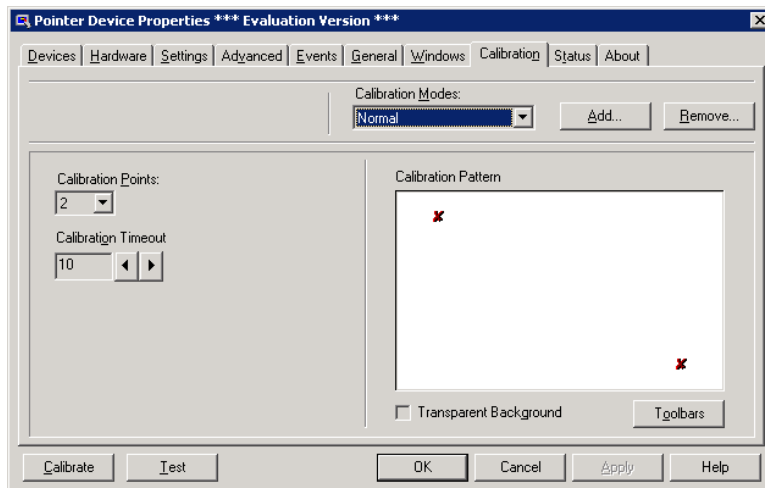 Pointer Device Properties *** Evaluation Version ***
Devices Hardware Settings Advanced Events General Windows Calibration Status About
Calibration Modes:
Normal Add... Remove...
Calibration Points:
2
Calibration Timeout
10
Calibration Pattern
Transparent Background Toolbars
Calibrate Test OK Cancel Apply Help